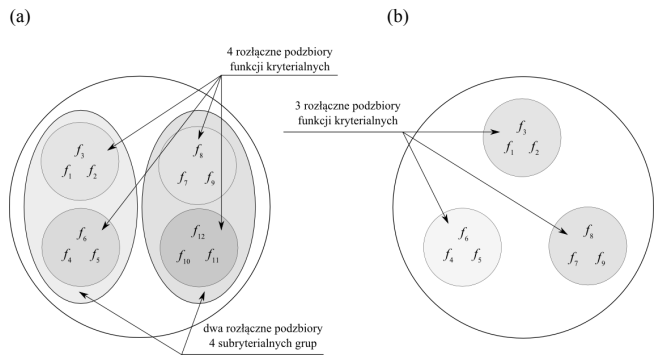 (a)
4 rozłączne podzbiory
funkcji kryterialnych
f3
f1 f2
f6
f4 f5
f8
f7 f9
f12
f10 f11
dwa rozłączne podzbiory
4 subryterialnych grup
(b)
3 rozłączne podzbiory
funkcji kryterialnych
f3
f1 f2
f6
f4 f5
f8
f7 f9